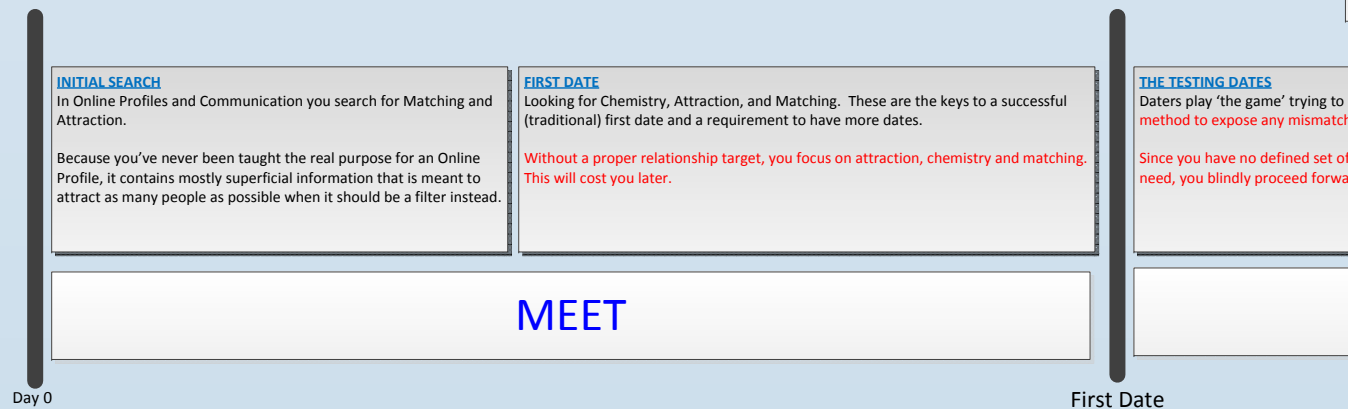 INITIAL SEARCH
In Online Profiles and Communication you search for Matching and
Attraction.
Because you’ve never been taught the real purpose for an Online
Profile, it contains mostly superficial information that is meant to
attract as many people as possible when it should be a filter instead.
FIRST DATE
Looking for Chemistry, Attraction, and Matching.  These are the keys to a successful
(traditional) first date and a requirement to have more dates.
Without a proper relationship target, you focus on attraction, chemistry and matching.
This will cost you later.
THE TESTING DATES
Daters play ‘the game’ trying to
method to expose any
Since you have no defined set of
need, you blindly proceed
MEET
Day 0
First Date